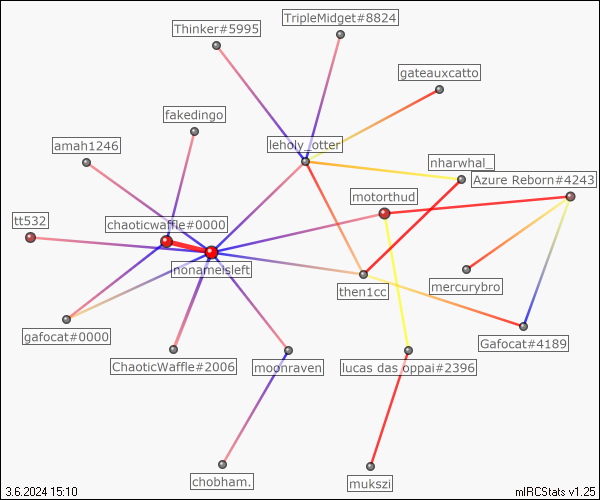 Thinker#5995
TripleMidget#8824
gateauxcatto
fakedingo
amah1246
leholy_otter
nharwhal_
Azure Reborn#4243
motorthud
tt532
chaoticwaffle#0000
nonameisleft
then1cc
mercurybro
gafocat#0000
Gafocat#4189
ChaoticWaffle#2006
moonraven
lucas das oppai#2396
chobham.
mukszi
3.6.2024 15:10
mIRCStats v1.25